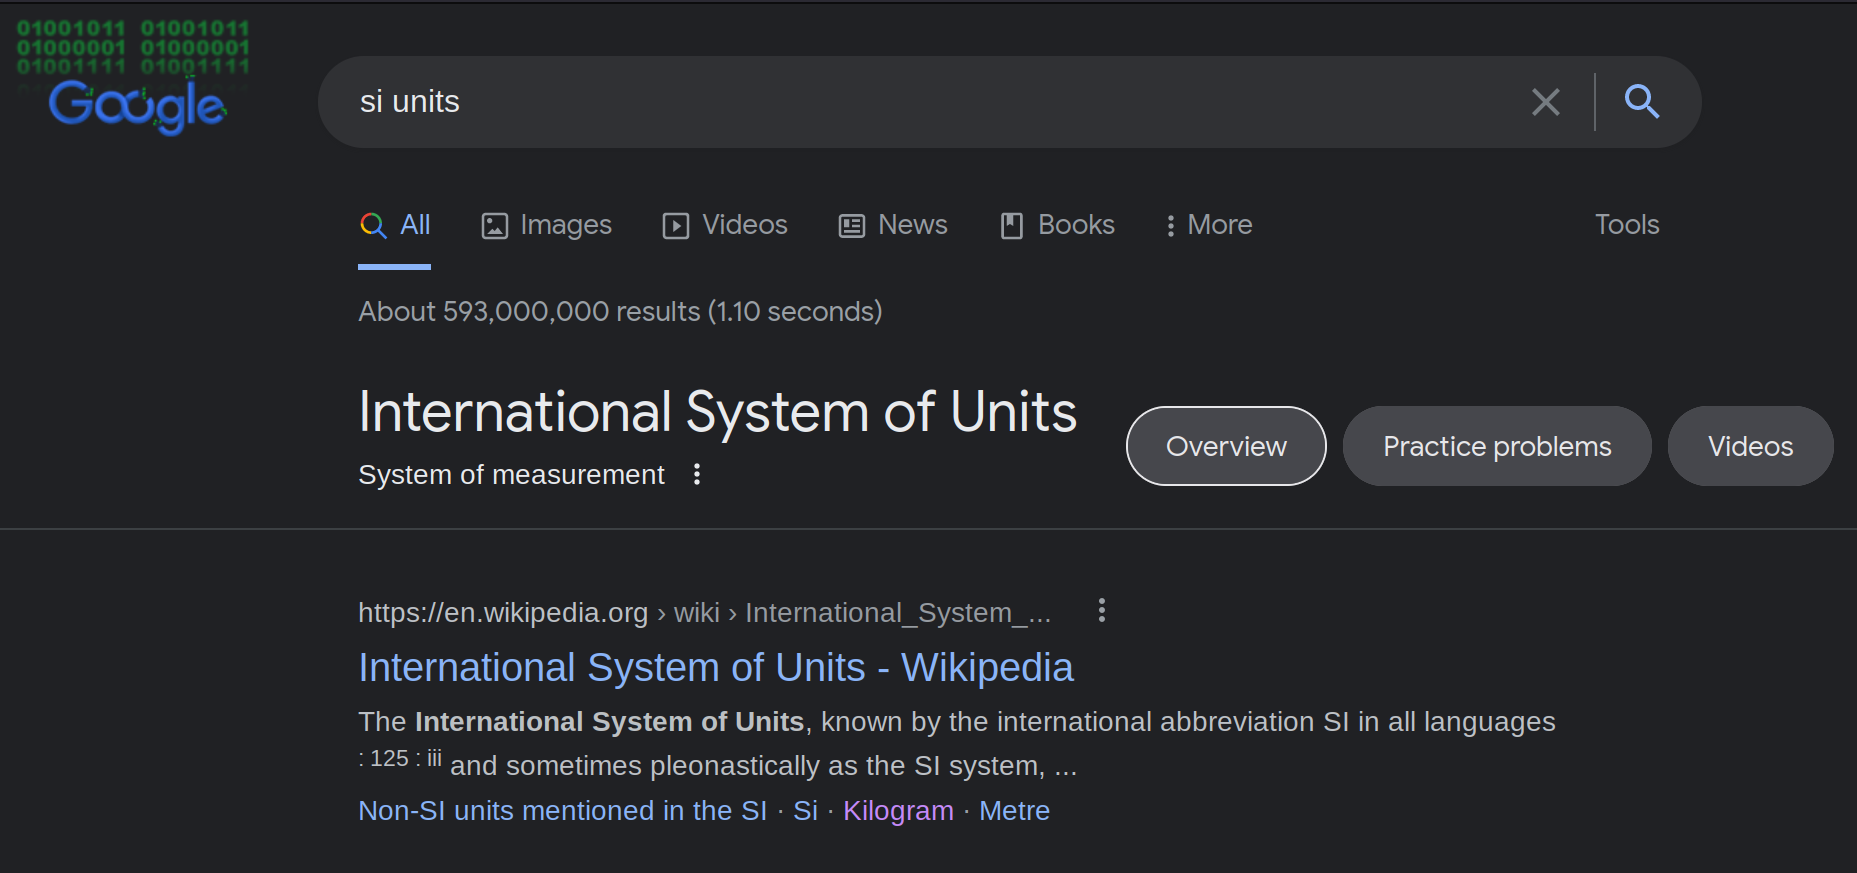 01001011 01001011
01000001 01000001
01001111 01001111
Google
si units
All Images Videos News Books More Tools
About 593,000,000 results (1.10 seconds)
International System of Units
System of measurement
Overview Practice problems Videos
https://en.wikipedia.org › wiki › International_System_...
International System of Units - Wikipedia
The International System of Units, known by the international abbreviation SI in all languages
: 125 : iii and sometimes pleonastically as the SI system, ...
Non-SI units mentioned in the SI · Si · Kilogram · Metre